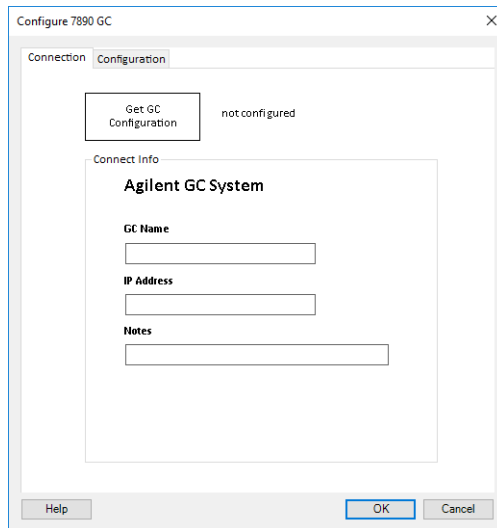 Configure 7890 GC
Connection Configuration
Get GC
Configuration
not configured
Connect Info
Agilent GC System
GC Name
IP Address
Notes
Help OK Cancel